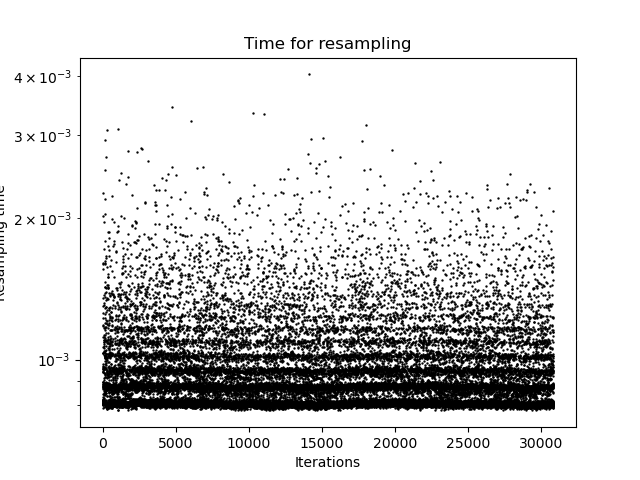 Time for resampling
4 × 10⁻³
3 × 10⁻³
2 × 10⁻³
10⁻³
Resampling time
0 5000 10000 15000 20000 25000 30000
Iterations